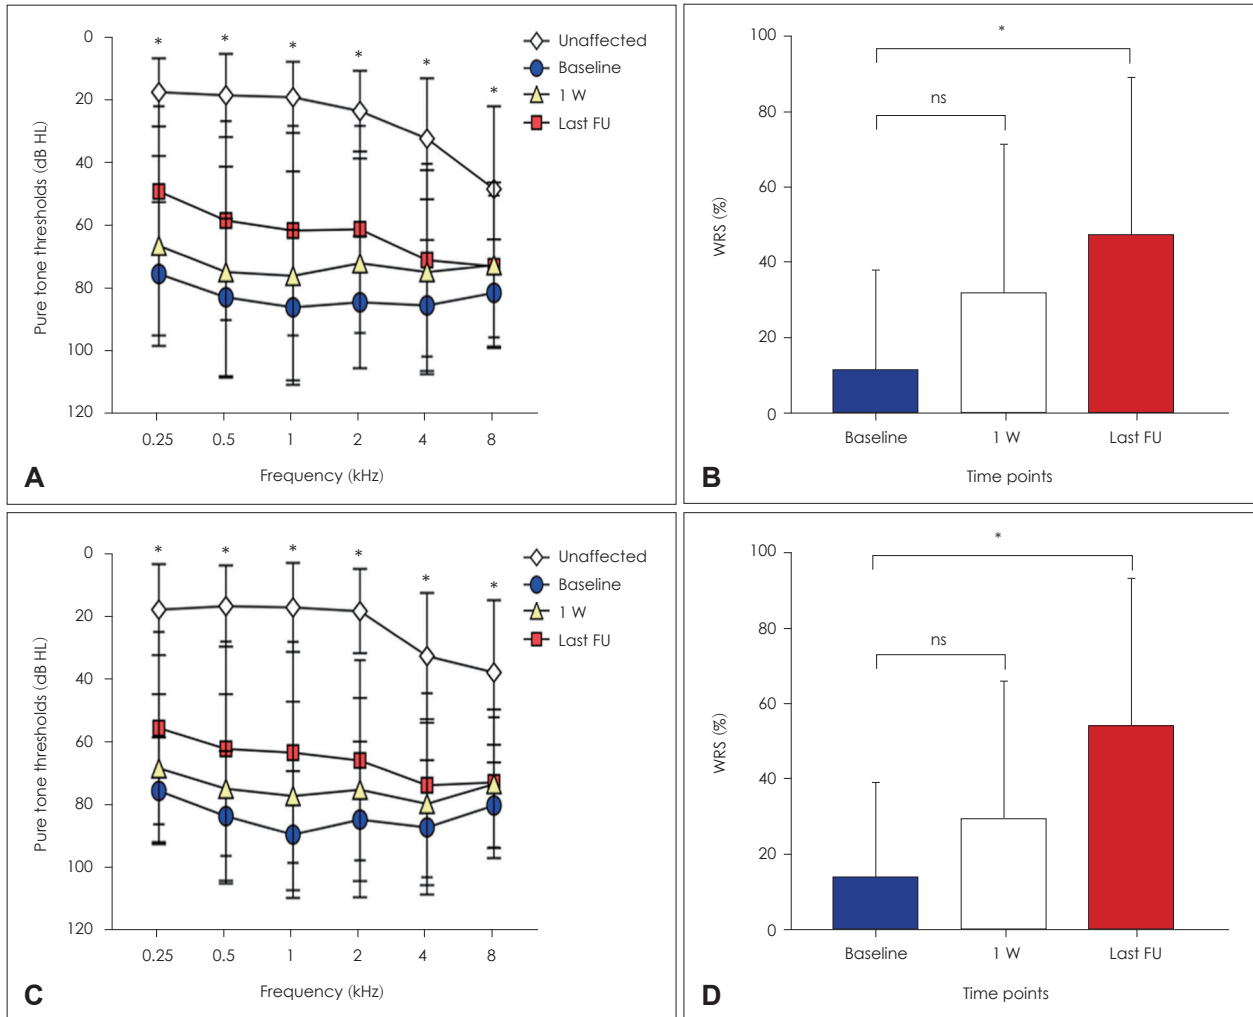 0
20
40
60
80
100
120
Pure tone thresholds (dB HL)
* * * * * *
Unaffected
Baseline
1 W
Last FU
0.25 0.5 1 2 4 8
Frequency (kHz)
A
100
80
60
40
20
0
WRS (%)
*
ns
Baseline 1 W Last FU
Time points
B
0
20
40
60
80
100
120
Pure tone thresholds (dB HL)
* * * * * *
Unaffected
Baseline
1 W
Last FU
0.25 0.5 1 2 4 8
Frequency (kHz)
C
100
80
60
40
20
0
WRS (%)
*
ns
Baseline 1 W Last FU
Time points
D